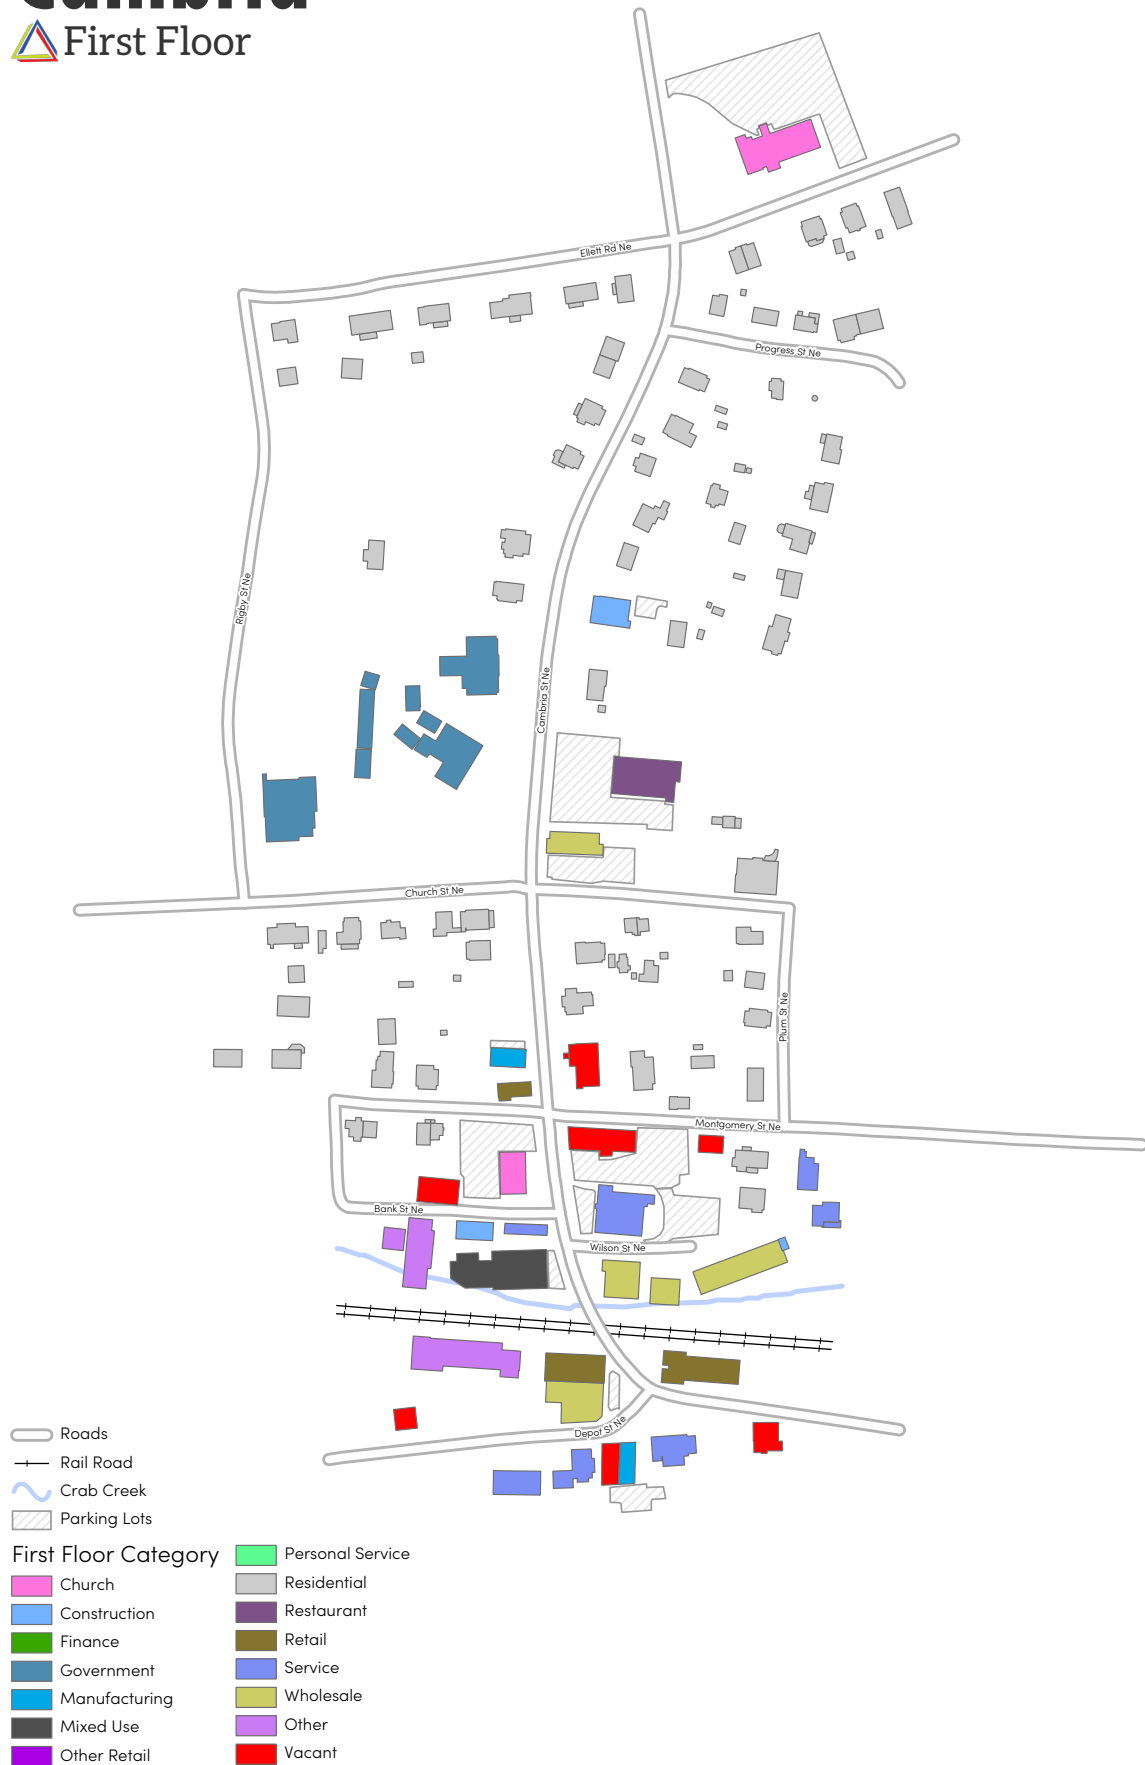 Cambria
First Floor
Ellett Rd Ne
Progress St Ne
Rigby St Ne
Cambria St Ne
Church St Ne
Plum St Ne
Montgomery St Ne
Bank St Ne
Wilson St Ne
Depot St Ne
Roads
Rail Road
Crab Creek
Parking Lots
First Floor Category
Church
Construction
Finance
Government
Manufacturing
Mixed Use
Other Retail
Personal Service
Residential
Restaurant
Retail
Service
Wholesale
Other
Vacant